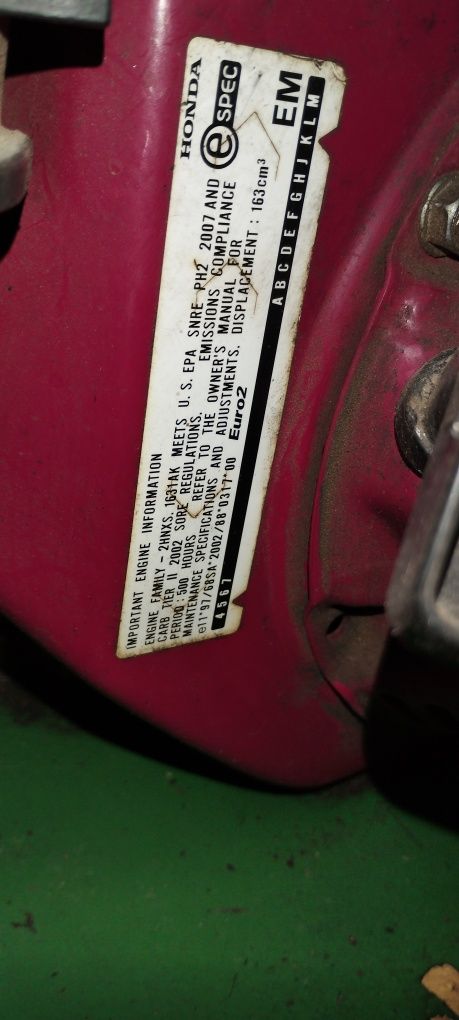 HONDA
e SPEC
EM
IMPORTANT ENGINE INFORMATION
ENGINE FAMILY - 2HNXS.1631AK MEETS U.S. EPA SNRE PH2 2007 AND
CARB TIER II 2002 SORE REGULATIONS. EMISSIONS COMPLIANCE
PERIOD : 500 HOURS REFER TO THE OWNER'S MANUAL FOR
MAINTENANCE SPECIFICATIONS AND ADJUSTMENTS. DISPLACEMENT : 163cm³
e11*97/68SA*2002/88*0317*00 Euro2
4 5 6 7 A B C D E F G H J K L M